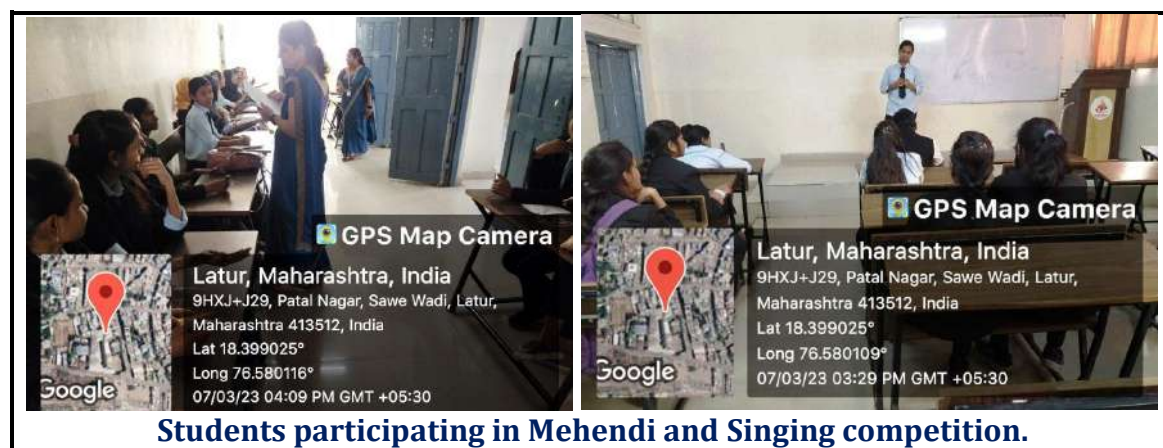 GPS Map Camera
Latur, Maharashtra, India
9HXJ+J29, Patal Nagar, Sawe Wadi, Latur,
Maharashtra 413512, India
Lat 18.399025°
Long 76.580116°
07/03/23 04:09 PM GMT +05:30
Google
GPS Map Camera
Latur, Maharashtra, India
9HXJ+J29, Patal Nagar, Sawe Wadi, Latur,
Maharashtra 413512, India
Lat 18.399025°
Long 76.580109°
07/03/23 03:29 PM GMT +05:30
Google
Students participating in Mehendi and Singing competition.